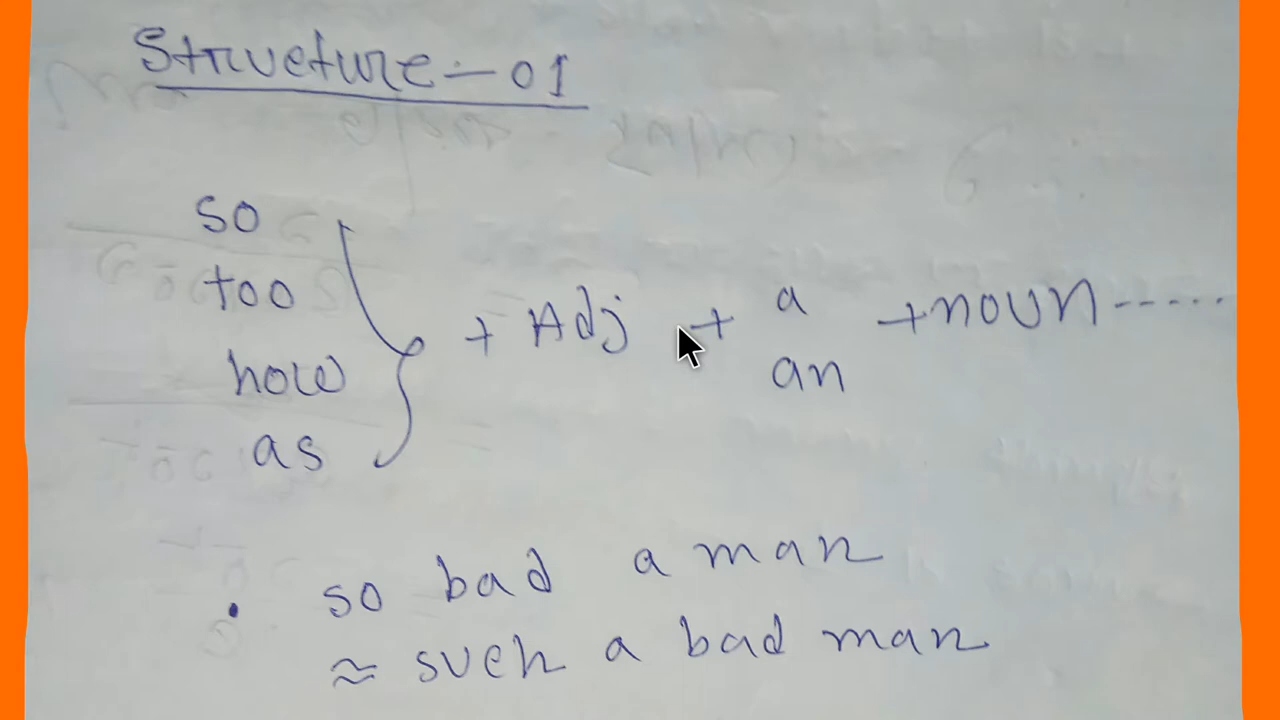 Structure - 01
so
too
how
as
+ Adj + a
an
+ noun ------
• so bad a man
≈ such a bad man